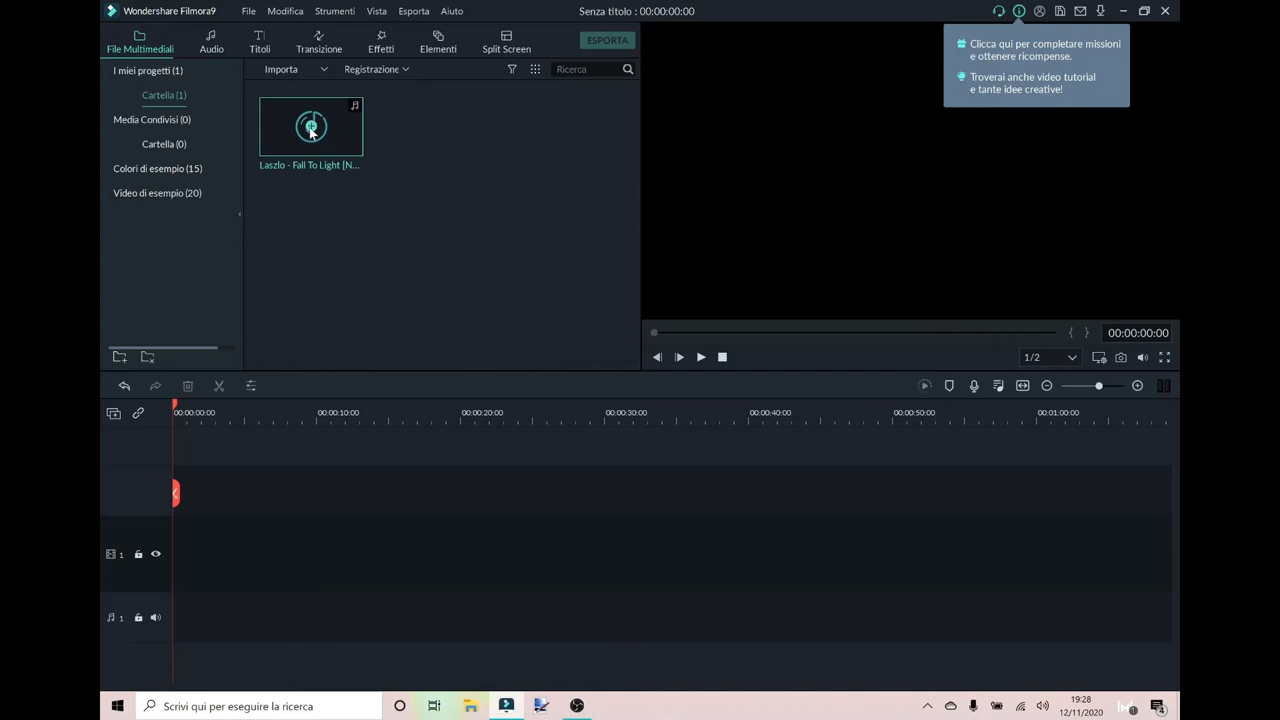 Wondershare Filmora9 File Modifica Strumenti Vista Esporta Aiuto Senza titolo : 00:00:00:00
File Multimediali Audio Titoli Transizione Effetti Elementi Split Screen ESPORTA
Clicca qui per completare missioni
e ottenere ricompense.
Troverai anche video tutorial
e tante idee creative!
I miei progetti (1)
Cartella (1)
Media Condivisi (0)
Cartella (0)
Colori di esempio (15)
Video di esempio (20)
Importa Registrazione Ricerca
Laszlo - Fall To Light [N...
{ } 00:00:00:00
1/2
00:00:00:00 00:00:10:00 00:00:20:00 00:00:30:00 00:00:40:00 00:00:50:00 00:01:00:00
1
1
Scrivi qui per eseguire la ricerca
19:28
12/11/2020
4